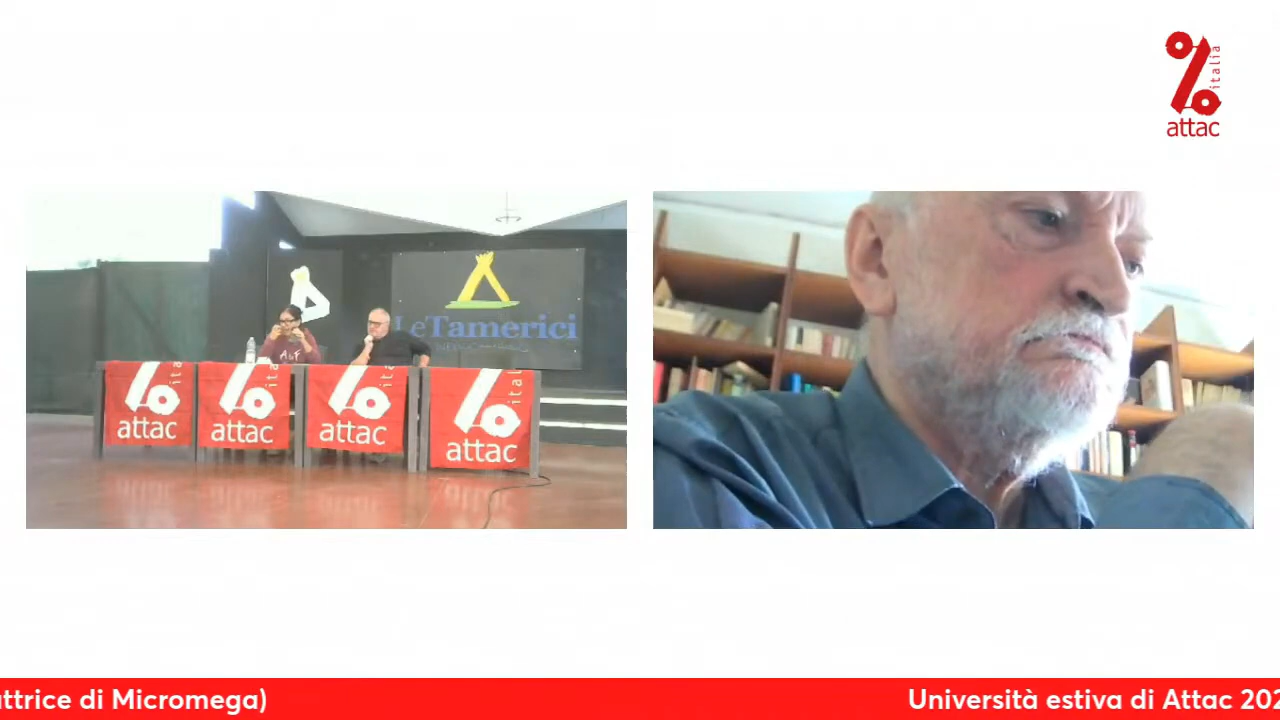 italia
attac
LeTamerici
attac
attac
attac
attac
attrice di Micromega)
Università estiva di Attac 202